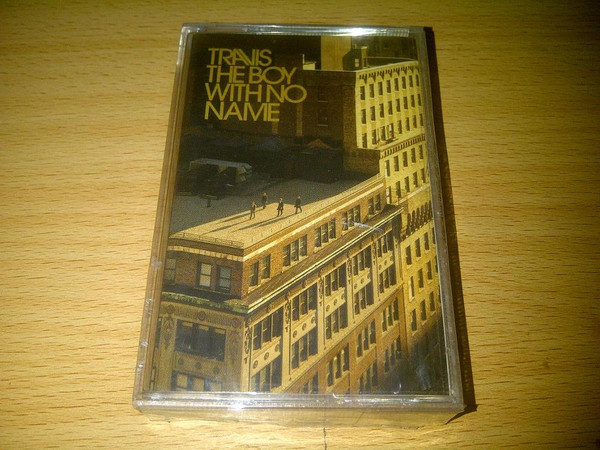 TRAVIS
THE BOY
WITH NO
NAME